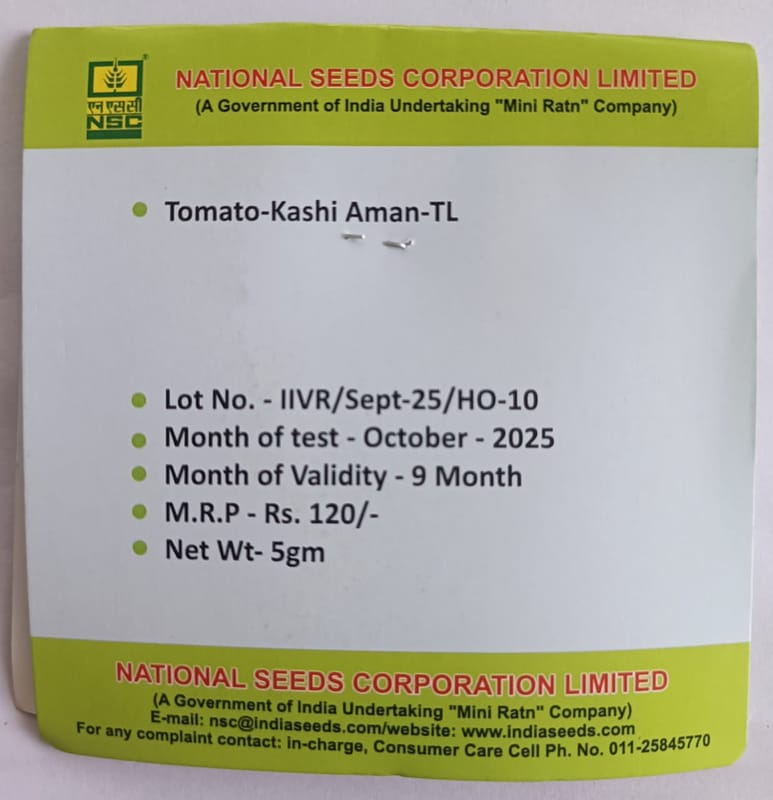 एन एस सी
NSC
NATIONAL SEEDS CORPORATION LIMITED
(A Government of India Undertaking "Mini Ratn" Company)
Tomato-Kashi Aman-TL
Lot No. - IIVR/Sept-25/HO-10
Month of test - October - 2025
Month of Validity - 9 Month
M.R.P - Rs. 120/-
Net Wt- 5gm
NATIONAL SEEDS CORPORATION LIMITED
(A Government of India Undertaking "Mini Ratn" Company)
E-mail: nsc@indiaseeds.com/website: www.indiaseeds.com
For any complaint contact: in-charge, Consumer Care Cell Ph. No. 011-25845770